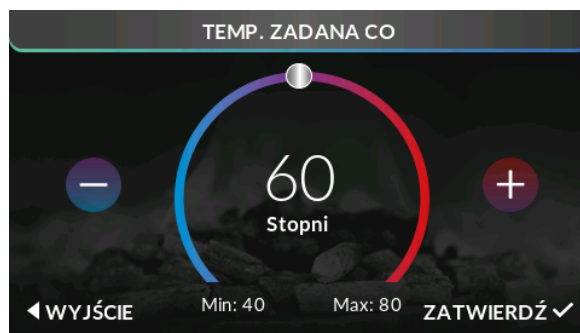 TEMP. ZADANA CO
60
Stopni
Min: 40 Max: 80
WYJŚCIE ZATWIERDŹ